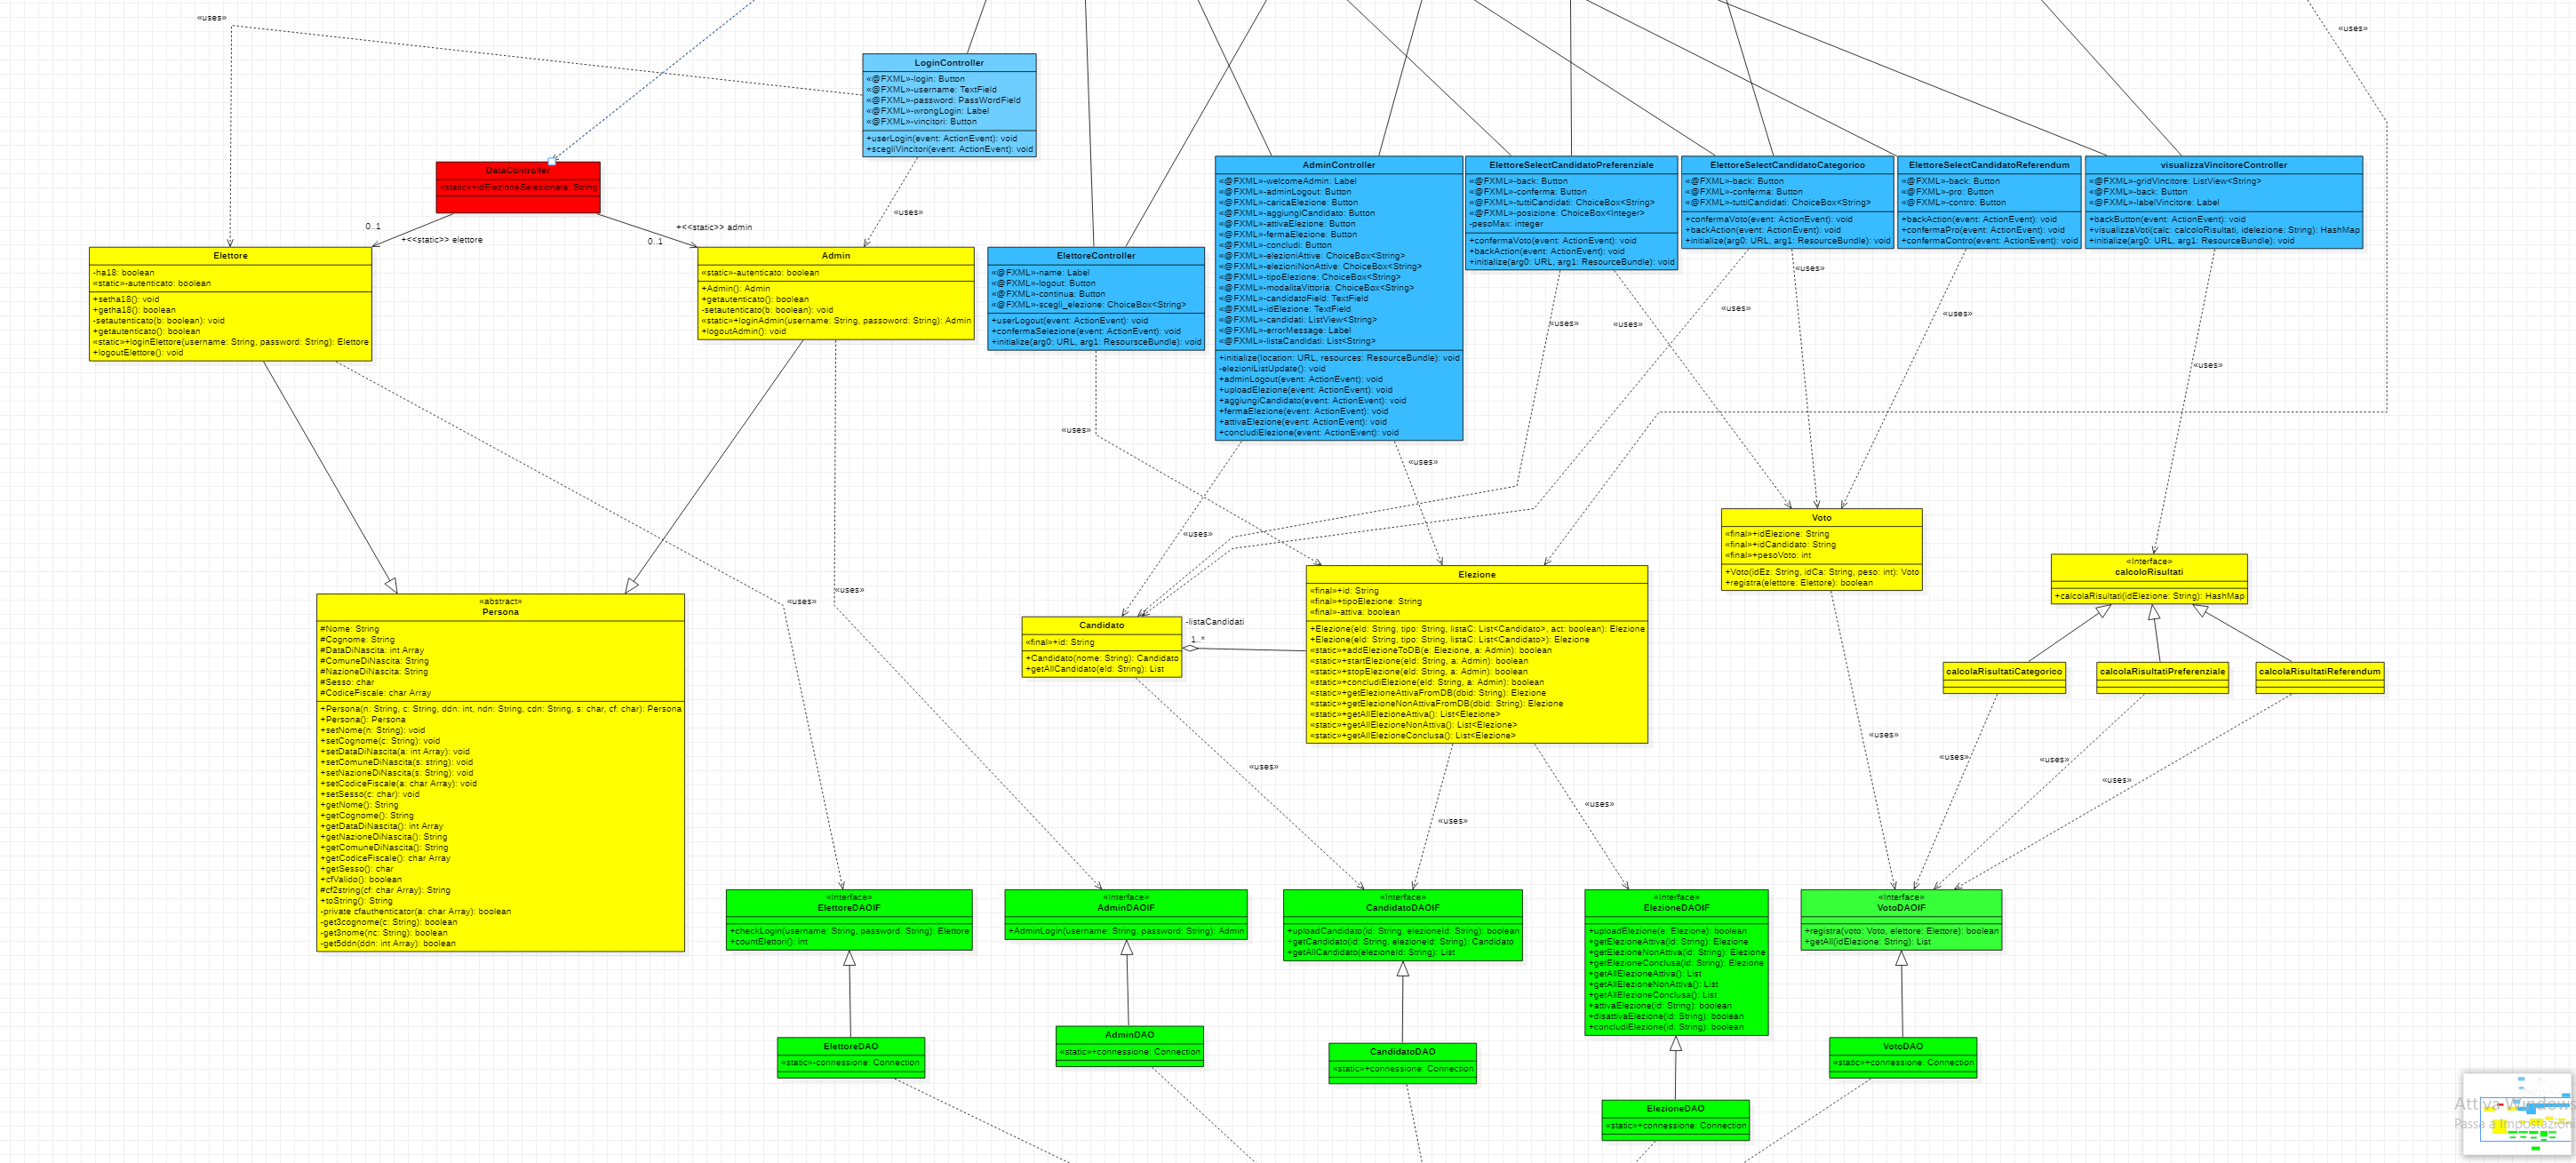 «uses»
«uses»
LoginController
«@FXML»-login: Button
«@FXML»-username: TextField
«@FXML»-password: PassWordField
«@FXML»-wrongLogin: Label
«@FXML»-vincitori: Button
+userLogin(event: ActionEvent): void
+scegliVincitori(event: ActionEvent): void
DataController
«static»+idElezioneSelezionata: String
0..1
+<<static>> elettore
+<<static>> admin
0..1
«uses»
Elettore
-ha18: boolean
«static»-autenticato: boolean
+setha18(): void
+getha18(): boolean
-setautenticato(b: boolean): void
+getautenticato(): boolean
«static»+loginElettore(username: String, password: String): Elettore
+logoutElettore(): void
Admin
«static»-autenticato: boolean
+Admin(): Admin
+getautenticato(): boolean
-setautenticato(b: boolean): void
«static»+loginAdmin(username: String, passoword: String): Admin
+logoutAdmin(): void
ElettoreController
«@FXML»-name: Label
«@FXML»-logout: Button
«@FXML»-continua: Button
«@FXML»-scegli_elezione: ChoiceBox<String>
+userLogout(event: ActionEvent): void
+confermaSelezione(event: ActionEvent): void
+initialize(arg0: URL, arg1: ResoursceBundle): void
AdminController
«@FXML»-welcomeAdmin: Label
«@FXML»-adminLogout: Button
«@FXML»-caricaElezione: Button
«@FXML»-aggiungiCandidato: Button
«@FXML»-attivaElezione: Button
«@FXML»-fermaElezione: Button
«@FXML»-concludi: Button
«@FXML»-elezioniAttive: ChoiceBox<String>
«@FXML»-elezioniNonAttive: ChoiceBox<String>
«@FXML»-tipoElezione: ChoiceBox<String>
«@FXML»-modalitaVittoria: ChoiceBox<String>
«@FXML»-candidatoField: TextField
«@FXML»-idElezione: TextField
«@FXML»-candidati: ListView<String>
«@FXML»-errorMessage: Label
«@FXML»-listaCandidati: List<String>
+initialize(location: URL, resources: ResourceBundle): void
-elezioniListUpdate(): void
+adminLogout(event: ActionEvent): void
+uploadElezione(event: ActionEvent): void
+aggiungiCandidato(event: ActionEvent): void
+fermaElezione(event: ActionEvent): void
+attivaElezione(event: ActionEvent): void
+concludiElezione(event: ActionEvent): void
ElettoreSelectCandidatoPreferenziale
«@FXML»-back: Button
«@FXML»-conferma: Button
«@FXML»-tuttiCandidati: ChoiceBox<String>
«@FXML»-posizione: ChoiceBox<Integer>
-pesoMax: integer
+confermaVoto(event: ActionEvent): void
+backAction(event: ActionEvent): void
+initialize(arg0: URL, arg1: ResourceBundle): void
ElettoreSelectCandidatoCategorico
«@FXML»-back: Button
«@FXML»-conferma: Button
«@FXML»-tuttiCandidati: ChoiceBox<String>
+confermaVoto(event: ActionEvent): void
+backAction(event: ActionEvent): void
+initialize(arg0: URL, arg1: ResourceBundle): void
ElettoreSelectCandidatoReferendum
«@FXML»-back: Button
«@FXML»-pro: Button
«@FXML»-contro: Button
+backAction(event: ActionEvent): void
+confermaPro(event: ActionEvent): void
+confermaContro(event: ActionEvent): void
visualizzaVincitoreController
«@FXML»-gridVincitore: ListView<String>
«@FXML»-back: Button
«@FXML»-labelVincitore: Label
+backButton(event: ActionEvent): void
+visualizzaVoti(calc: calcoloRisultati, idelezione: String): HashMap
+initialize(arg0: URL, arg1: ResourceBundle): void
«uses»
«uses»
«uses»
«uses»
«uses»
«uses»
«uses»
«uses»
«uses»
«uses»
«uses»
Voto
«final»+idElezione: String
«final»+idCandidato: String
«final»+pesoVoto: int
+Voto(idEz: String, idCa: String, peso: int): Voto
+registra(elettore: Elettore): boolean
«Interface»
calcoloRisultati
+calcolaRisultati(idElezione: String): HashMap
«abstract»
Persona
#Nome: String
#Cognome: String
#DataDiNascita: int Array
#ComuneDiNascita: String
#NazioneDiNascita: String
#Sesso: char
#CodiceFiscale: char Array
+Persona(n: String, c: String, ddn: int, ndn: String, cdn: String, s: char, cf: char): Persona
+Persona(): Persona
+setNome(n: String): void
+setCognome(c: String): void
+setDataDiNascita(a: int Array): void
+setComuneDiNascita(s: string): void
+setNazioneDiNascita(s: String): void
+setCodiceFiscale(a: char Array): void
+setSesso(c: char): void
+getNome(): String
+getCognome(): String
+getDataDiNascita(): int Array
+getNazioneDiNascita(): String
+getComuneDiNascita(): String
+getCodiceFiscale(): char Array
+getSesso(): char
+cfValido(): boolean
#cf2string(cf: char Array): String
+toString(): String
-private cfauthenticator(a: char Array): boolean
-get3cognome(c: String): boolean
-get3nome(nc: String): boolean
-get5ddn(ddn: int Array): boolean
Candidato
«final»+id: String
+Candidato(nome: String): Candidato
+getAllCandidato(eId: String): List
-listaCandidati
1..*
Elezione
«final»+id: String
«final»+tipoElezione: String
«final»-attiva: boolean
+Elezione(eId: String, tipo: String, listaC: List<Candidato>, act: boolean): Elezione
+Elezione(eId: String, tipo: String, listaC: List<Candidato>): Elezione
«static»+addElezioneToDB(e: Elezione, a: Admin): boolean
«static»+startElezione(eId: String, a: Admin): boolean
«static»+stopElezione(eId: String, a: Admin): boolean
«static»+concludiElezione(eId: String, a: Admin): boolean
«static»+getElezioneAttivaFromDB(dbid: String): Elezione
«static»+getElezioneNonAttivaFromDB(dbid: String): Elezione
«static»+getAllElezioneAttiva(): List<Elezione>
«static»+getAllElezioneNonAttiva(): List<Elezione>
«static»+getAllElezioneConclusa(): List<Elezione>
calcolaRisultatiCategorico
calcolaRisultatiPreferenziale
calcolaRisultatiReferendum
«uses»
«uses»
«uses»
«uses»
«uses»
«uses»
«uses»
«uses»
«Interface»
ElettoreDAOIF
+checkLogin(username: String, password: String): Elettore
+countElettori(): int
«Interface»
AdminDAOIF
+AdminLogin(username: String, password: String): Admin
«Interface»
CandidatoDAOIF
+uploadCandidato(id: String, elezioneId: String): boolean
+getCandidato(id: String, elezioneId: String): Candidato
+getAllCandidato(elezioneId: String): List
«Interface»
ElezioneDAOIF
+uploadElezione(e: Elezione): boolean
+getElezioneAttiva(id: String): Elezione
+getElezioneNonAttiva(id: String): Elezione
+getElezioneConclusa(id: String): Elezione
+getAllElezioneAttiva(): List
+getAllElezioneNonAttiva(): List
+getAllElezioneConclusa(): List
+attivaElezione(id: String): boolean
+disattivaElezione(id: String): boolean
+concludiElezione(id: String): boolean
«Interface»
VotoDAOIF
+registra(voto: Voto, elettore: Elettore): boolean
+getAll(idElezione: String): List
ElettoreDAO
«static»-connessione: Connection
AdminDAO
«static»+connessione: Connection
CandidatoDAO
«static»+connessione: Connection
ElezioneDAO
«static»+connessione: Connection
VotoDAO
«static»+connessione: Connection
Attiva Windows
Passa a Impostazion